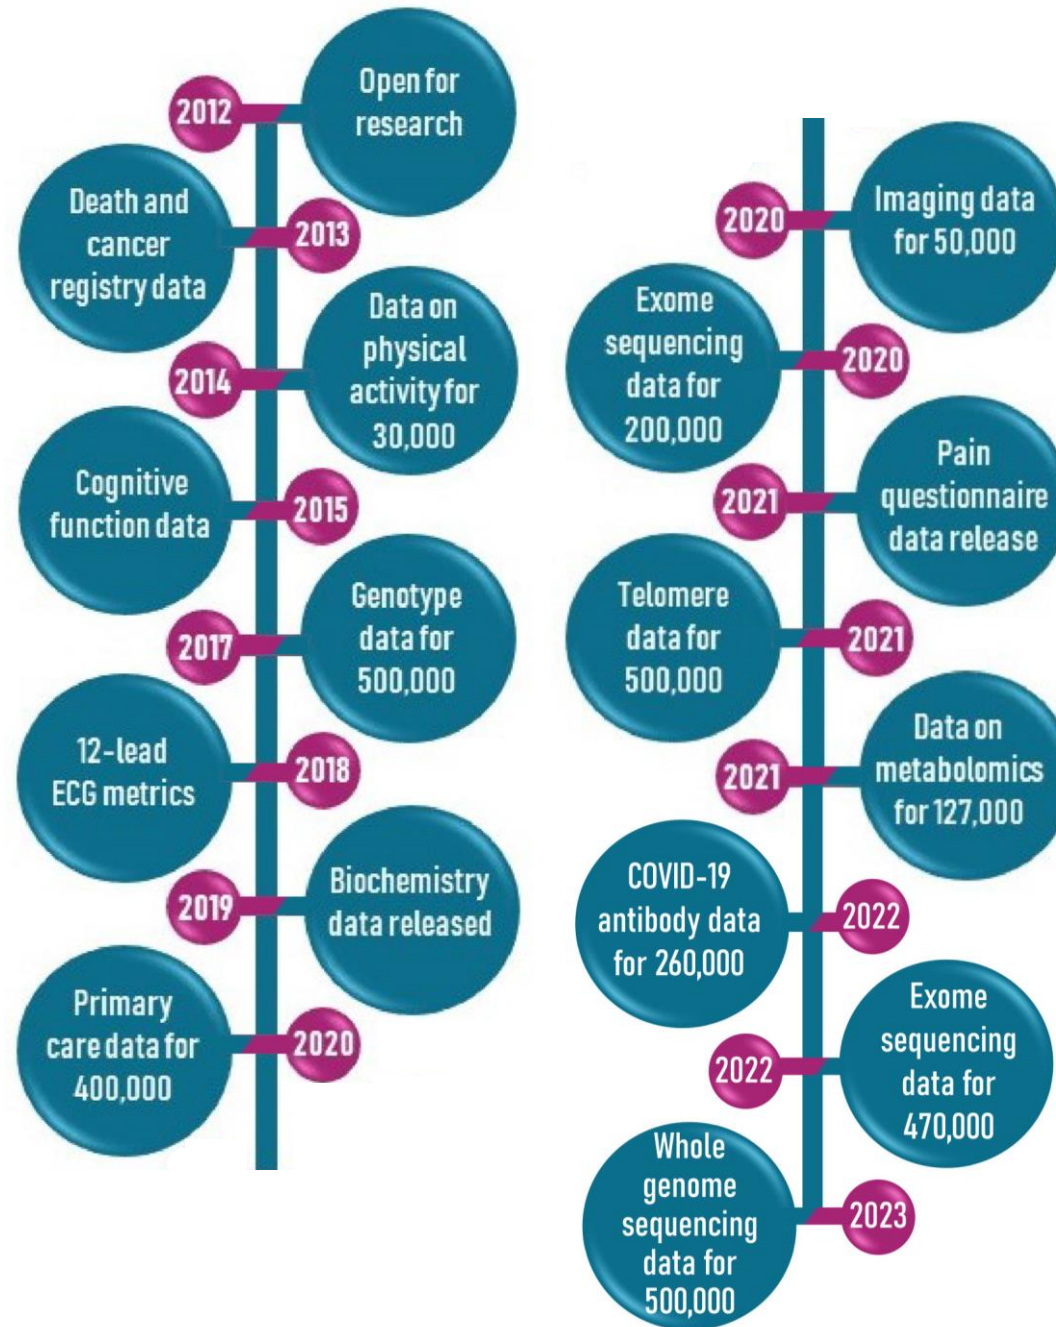 2012
Open for
research
Death and
cancer
registry data
2013
2014
Data on
physical
activity for
30,000
Cognitive
function data
2015
2017
Genotype
data for
500,000
12-lead
ECG metrics
2018
2019
Biochemistry
data released
Primary
care data for
400,000
2020
2020
Imaging data
for 50,000
Exome
sequencing
data for
200,000
2020
2021
Pain
questionnaire
data release
Telomere
data for
500,000
2021
2021
Data on
metabolomics
for 127,000
COVID-19
antibody data
for 260,000
2022
2022
Exome
sequencing
data for
470,000
Whole
genome
sequencing
data for
500,000
2023